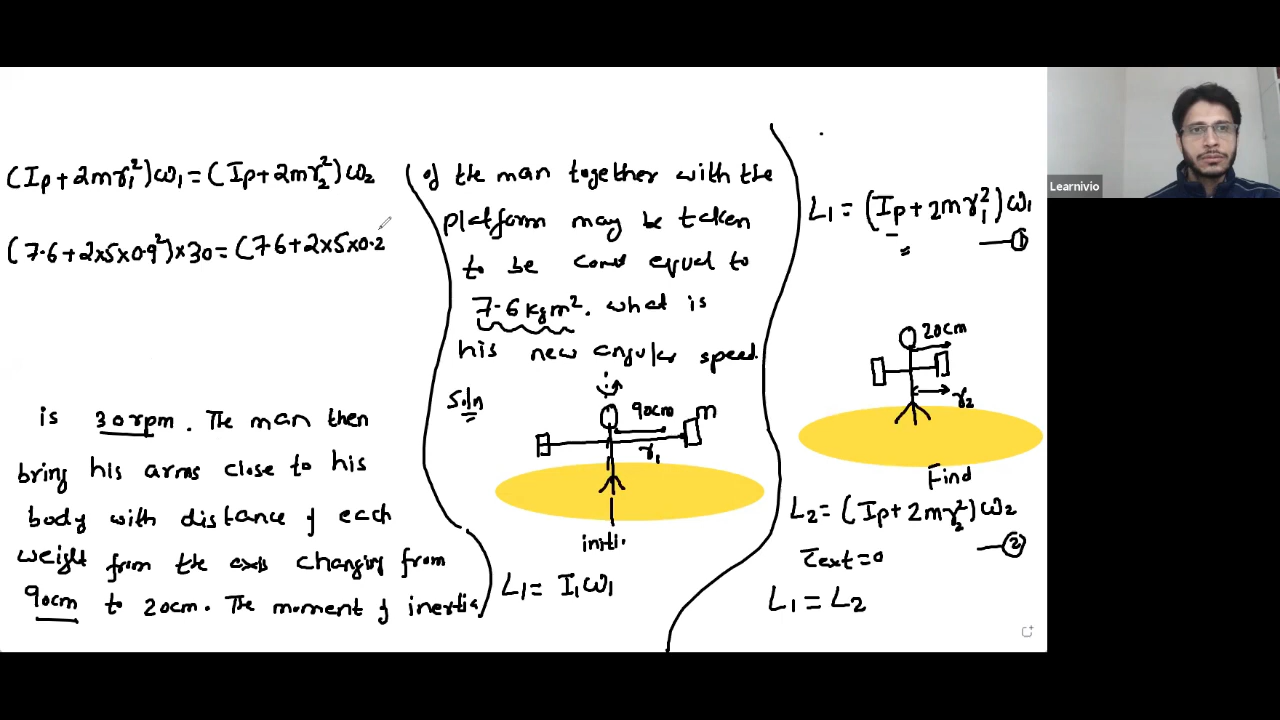 (Ip + 2mr₁²)ω₁ = (Ip + 2mr₂²)ω₂
(7.6 + 2×5×0.9²)×30 = (76 + 2×5×0.2
is 30rpm. The man then
bring his arms close to his
body with distance of each
weight from the axis changing from
90cm to 20cm. The moment of inertia
of the man together with the
platform may be taken
to be const equal to
7.6 kgm². what is
his new angular speed.
Soln
90cm
m
r₁
initi.
L₁ = I₁ω₁
L₁ = (Ip + 2mr₁²)ω₁
①
20cm
r₂
Find
L₂ = (Ip + 2mr₂²)ω₂
②
τext = 0
L₁ = L₂
Learnivio